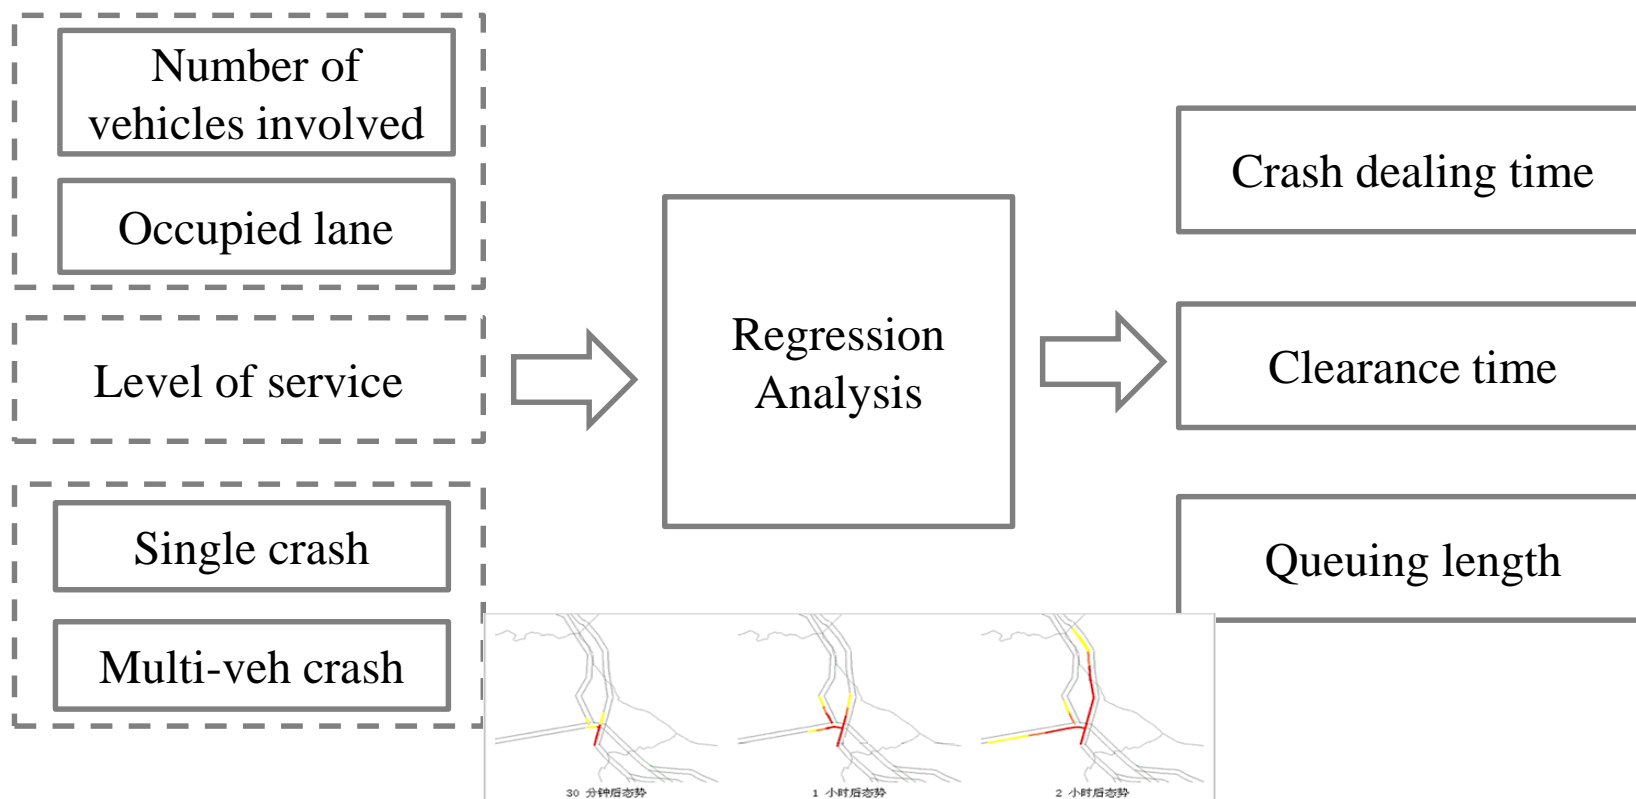 Number of
vehicles involved
Occupied lane
Level of service
Single crash
Multi-veh crash
Regression
Analysis
Crash dealing time
Clearance time
Queuing length
30 分钟后态势
1 小时后态势
2 小时后态势